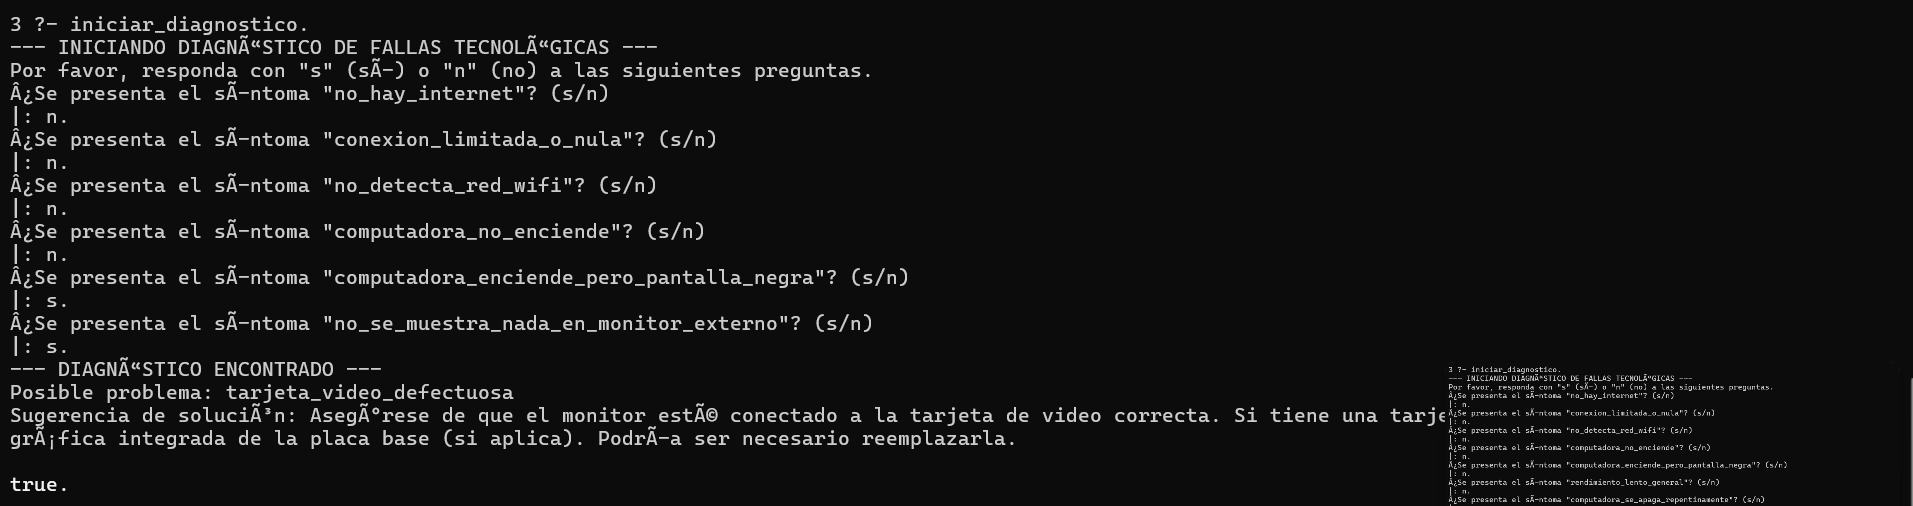 3 ?- iniciar_diagnostico.
--- INICIANDO DIAGNÃ“STICO DE FALLAS TECNOLÃ“GICAS ---
Por favor, responda con "s" (sÃ-) o "n" (no) a las siguientes preguntas.
Â¿Se presenta el sÃ-ntoma "no_hay_internet"? (s/n)
|: n.
Â¿Se presenta el sÃ-ntoma "conexion_limitada_o_nula"? (s/n)
|: n.
Â¿Se presenta el sÃ-ntoma "no_detecta_red_wifi"? (s/n)
|: n.
Â¿Se presenta el sÃ-ntoma "computadora_no_enciende"? (s/n)
|: n.
Â¿Se presenta el sÃ-ntoma "computadora_enciende_pero_pantalla_negra"? (s/n)
|: s.
Â¿Se presenta el sÃ-ntoma "no_se_muestra_nada_en_monitor_externo"? (s/n)
|: s.
--- DIAGNÃ“STICO ENCONTRADO ---
Posible problema: tarjeta_video_defectuosa
Sugerencia de soluciÃ³n: AsegÃºrese de que el monitor estÃ© conectado a la tarjeta de video correcta. Si tiene una tarje
grÃ¡fica integrada de la placa base (si aplica). PodrÃ-a ser necesario reemplazarla.
true.
3 ?- iniciar_diagnostico.
--- INICIANDO DIAGNÃ“STICO DE FALLAS TECNOLÃ“GICAS ---
Por favor, responda con "s" (sÃ-) o "n" (no) a las siguientes preguntas.
Â¿Se presenta el sÃ-ntoma "no_hay_internet"? (s/n)
|: n.
Â¿Se presenta el sÃ-ntoma "conexion_limitada_o_nula"? (s/n)
|: n.
Â¿Se presenta el sÃ-ntoma "no_detecta_red_wifi"? (s/n)
|: n.
Â¿Se presenta el sÃ-ntoma "computadora_no_enciende"? (s/n)
|: n.
Â¿Se presenta el sÃ-ntoma "computadora_enciende_pero_pantalla_negra"? (s/n)
|: n.
Â¿Se presenta el sÃ-ntoma "rendimiento_lento_general"? (s/n)
|: n.
Â¿Se presenta el sÃ-ntoma "computadora_se_apaga_repentinamente"? (s/n)